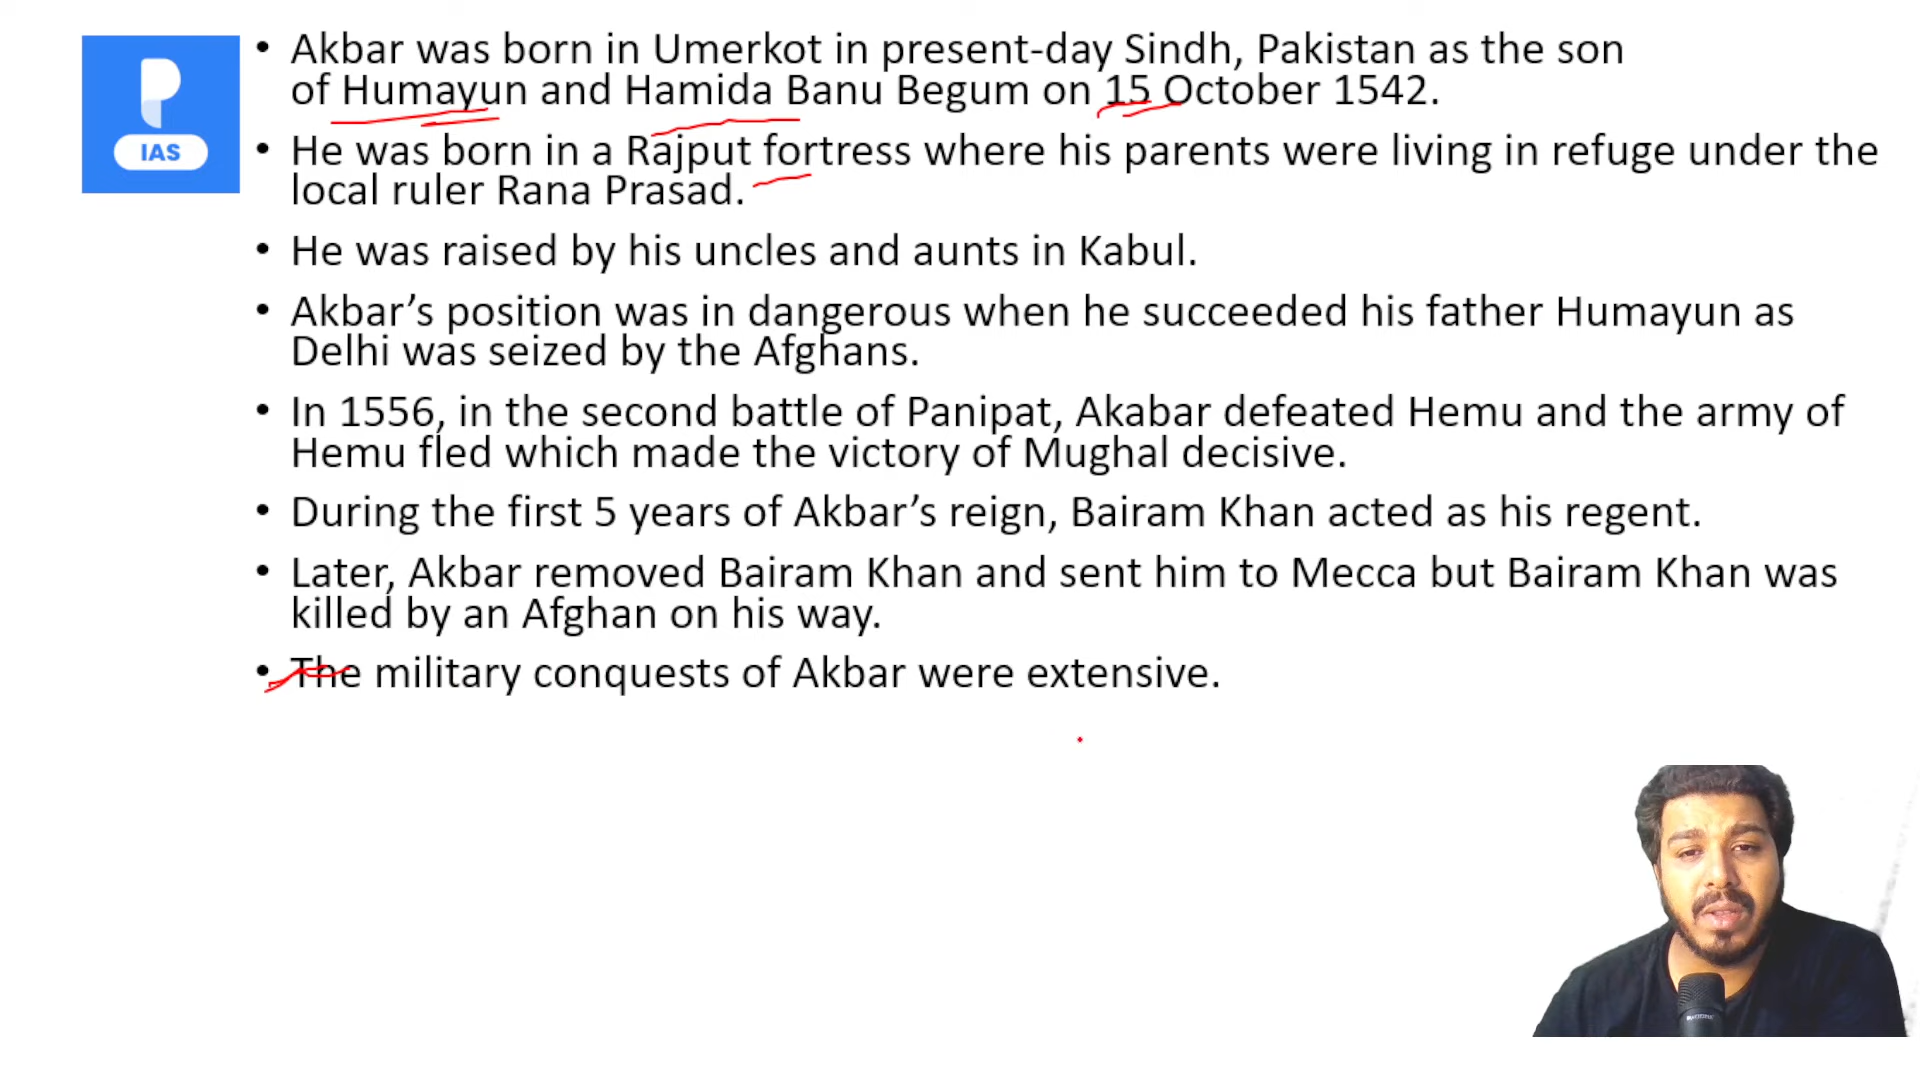 IAS
• Akbar was born in Umerkot in present-day Sindh, Pakistan as the son
of Humayun and Hamida Banu Begum on 15 October 1542.
• He was born in a Rajput fortress where his parents were living in refuge under the
local ruler Rana Prasad.
• He was raised by his uncles and aunts in Kabul.
• Akbar’s position was in dangerous when he succeeded his father Humayun as
Delhi was seized by the Afghans.
• In 1556, in the second battle of Panipat, Akabar defeated Hemu and the army of
Hemu fled which made the victory of Mughal decisive.
• During the first 5 years of Akbar’s reign, Bairam Khan acted as his regent.
• Later, Akbar removed Bairam Khan and sent him to Mecca but Bairam Khan was
killed by an Afghan on his way.
• The military conquests of Akbar were extensive.